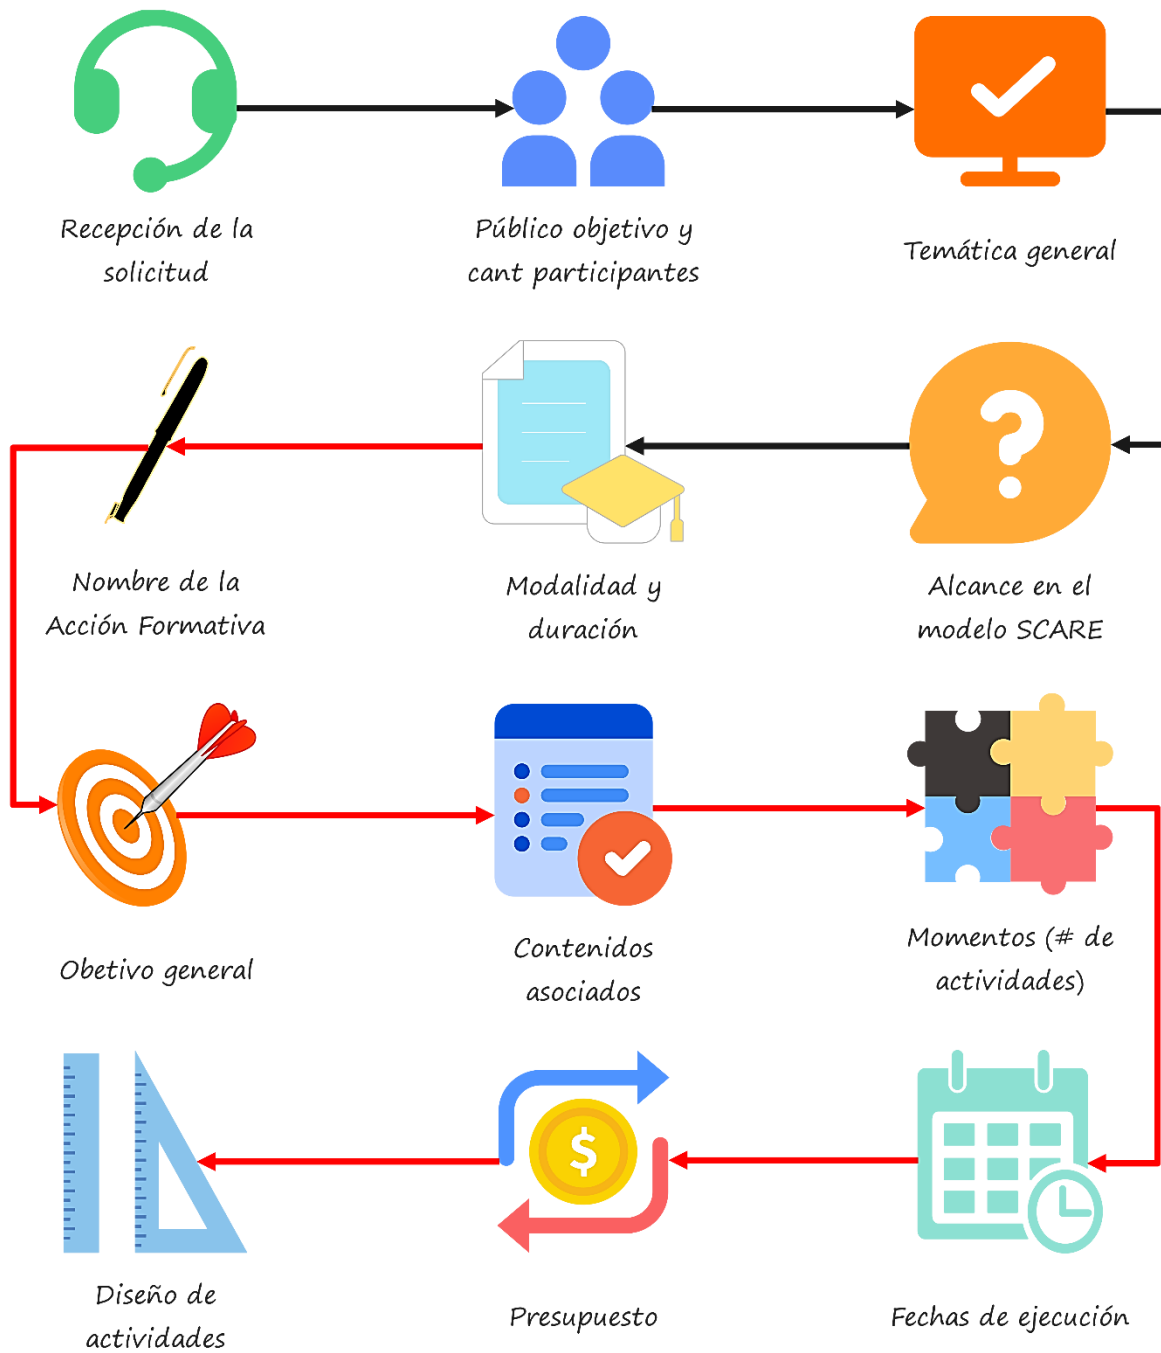 Recepción de la
solicitud
Público objetivo y
cant participantes
Temática general
Nombre de la
Acción Formativa
Modalidad y
duración
Alcance en el
modelo SCARE
Obetivo general
Contenidos
asociados
Momentos (# de
actividades)
Diseño de
actividades
$
Presupuesto
Fechas de ejecución